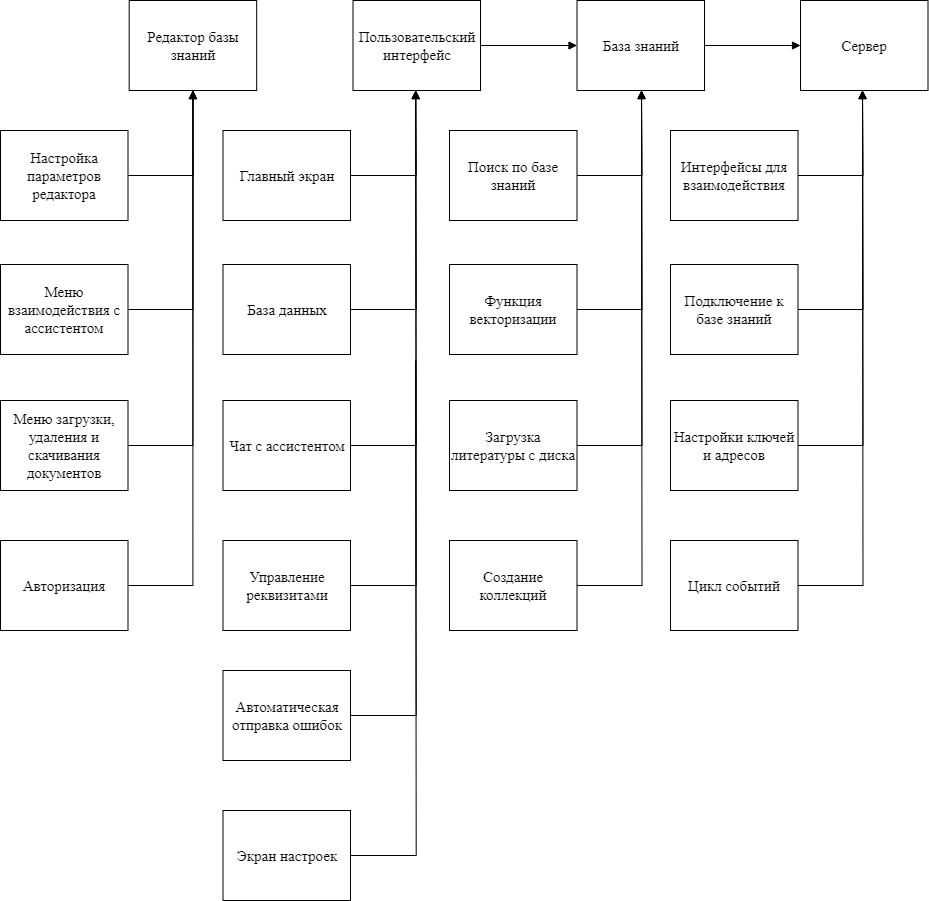 Редактор базы
знаний
Пользовательский
интерфейс
База знаний
Сервер
Настройка
параметров
редактора
Главный экран
Поиск по базе
знаний
Интерфейсы для
взаимодействия
Меню
взаимодействия с
ассистентом
База данных
Функция
векторизации
Подключение к
базе знаний
Меню загрузки,
удаления и
скачивания
документов
Чат с ассистентом
Загрузка
литературы с диска
Настройки ключей
и адресов
Авторизация
Управление
реквизитами
Создание
коллекций
Цикл событий
Автоматическая
отправка ошибок
Экран настроек